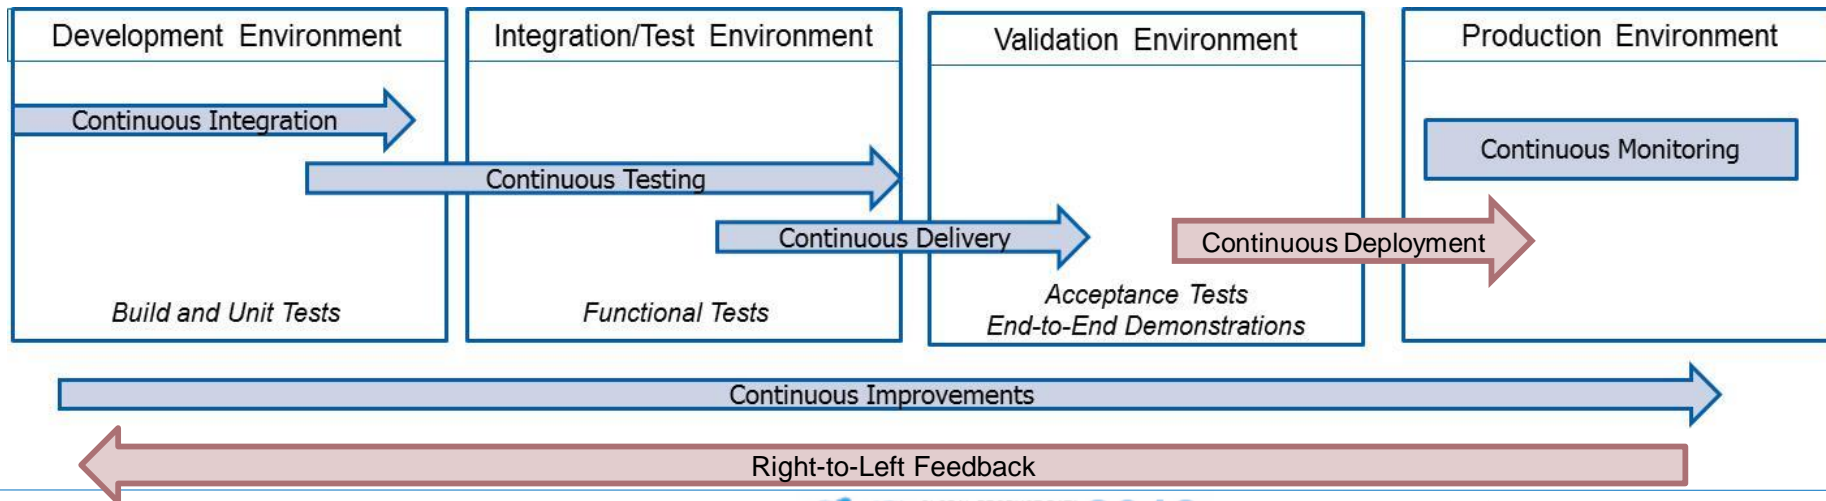 Development Environment
Integration/Test Environment
Validation Environment
Production Environment
Continuous Integration
Continuous Testing
Continuous Delivery
Continuous Deployment
Continuous Monitoring
Build and Unit Tests
Functional Tests
Acceptance Tests
End-to-End Demonstrations
Continuous Improvements
Right-to-Left Feedback